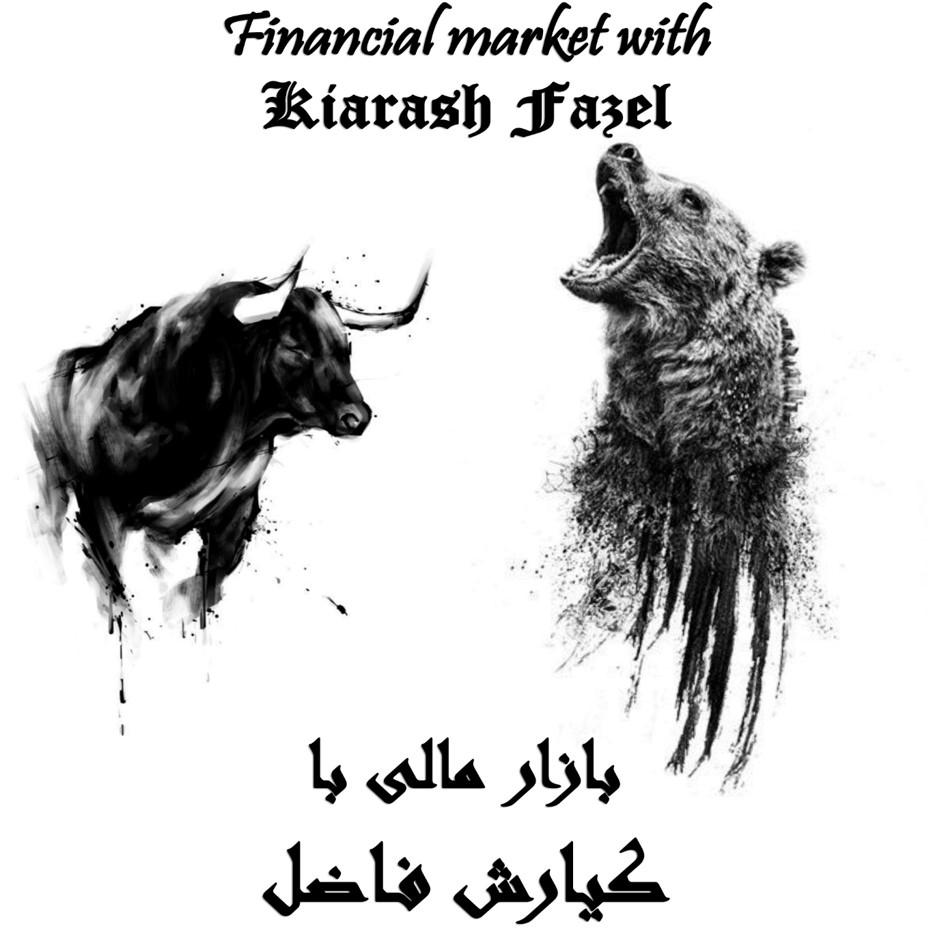 Financial market with
Kiarash Fazel
بازار مالی با
کیارش فاضل